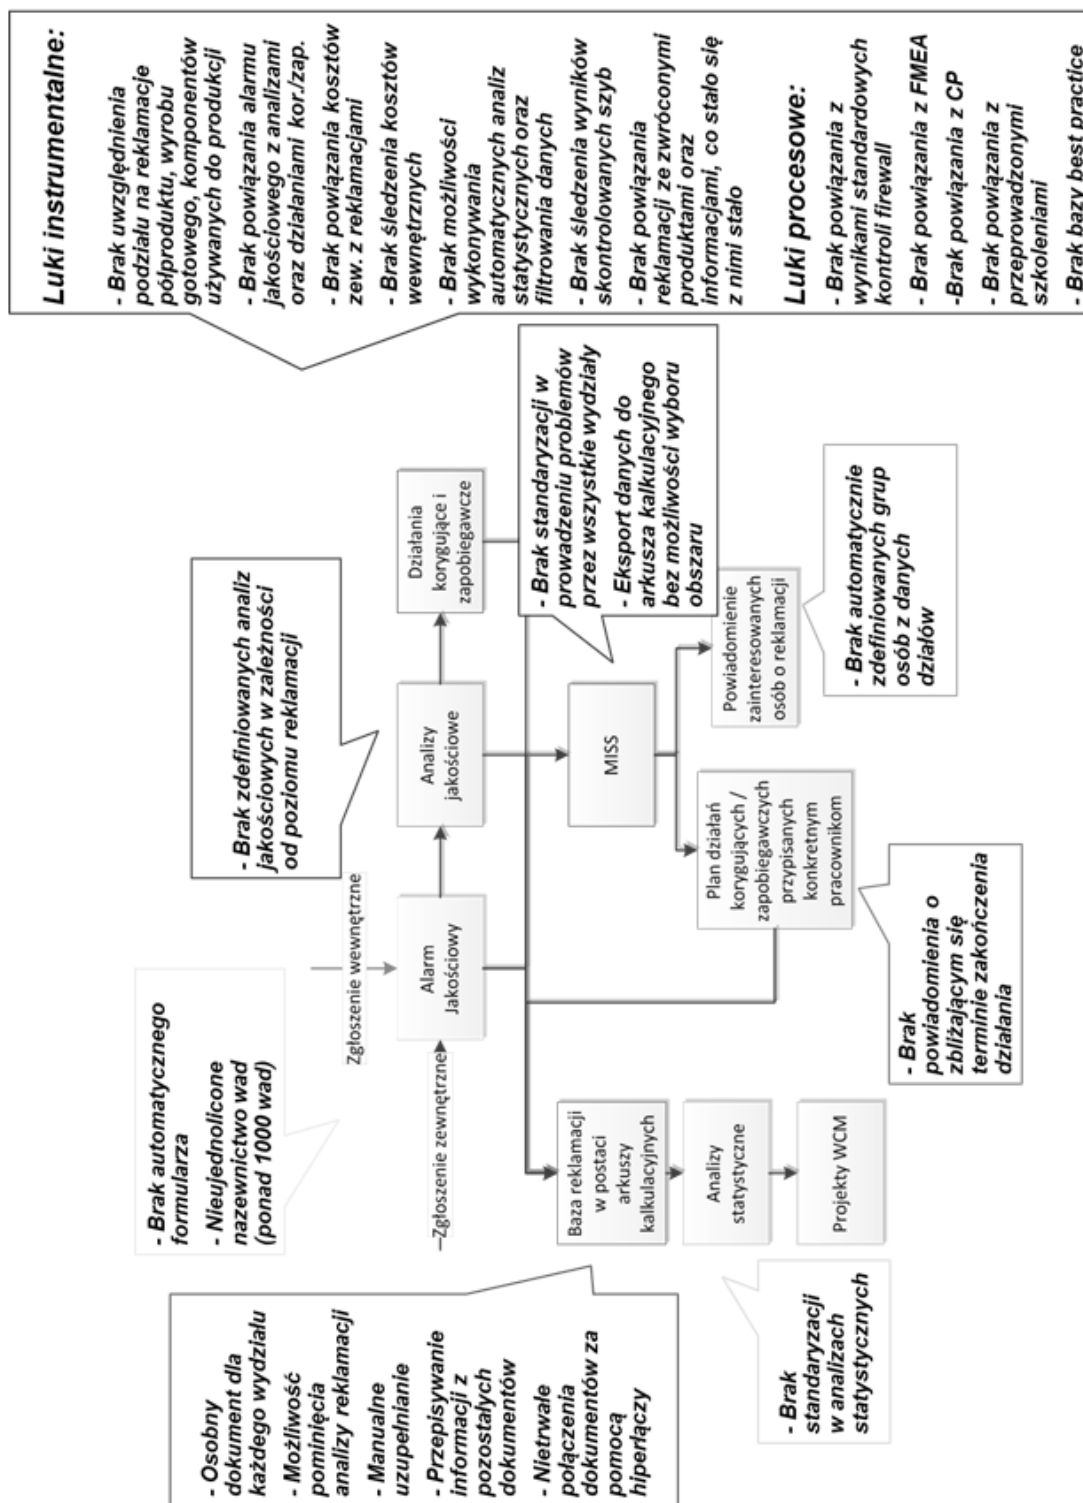 - Osobny
dokument dla
każdego wydziału
- Możliwość
pominięcia
analizy reklamacji
- Manualne
uzupełnianie
- Przepisywanie
informacji z
pozostałych
dokumentów
- Nietrwałe
połączenia
dokumentów za
pomocą
hiperłączy
- Brak automatycznego
formularza
- Nieujednolicone
nazewnictwo wad
(ponad 1000 wad)
Zgłoszenie wewnętrzne
Zgłoszenie zewnętrzne
Alarm
Jakościowy
- Brak zdefiniowanych analiz
jakościowych w zależności
od poziomu reklamacji
Analizy
jakościowe
Działania
korygujące i
zapobiegawcze
Baza reklamacji
w postaci
arkuszy
kalkulacyjnych
Analizy
statystyczne
Projekty WCM
- Brak
standaryzacji
w analizach
statystycznych
MISS
- Brak standaryzacji w
prowadzeniu problemów
przez wszystkie wydziały
- Eksport danych do
arkusza kalkulacyjnego
bez możliwości wyboru
obszaru
Plan działań
korygujących /
zapobiegawczych
przypisanych
konkretnym
pracownikom
Powiadomienie
zainteresowanych
osób o reklamacji
- Brak
powiadomienia o
zbliżającym się
terminie zakończenia
działania
- Brak automatycznie
zdefiniowanych grup
osób z danych
działów
Luki instrumentalne:
- Brak uwzględnienia
podziału na reklamacje
półproduktu, wyrobu
gotowego, komponentów
używanych do produkcji
- Brak powiązania alarmu
jakościowego z analizami
oraz działaniami kor./zap.
- Brak powiązania kosztów
zew. z reklamacjami
- Brak śledzenia kosztów
wewnętrznych
- Brak możliwości
wykonywania
automatycznych analiz
statystycznych oraz
filtrowania danych
- Brak śledzenia wyników
skontrolowanych szyb
- Brak powiązania
reklamacji ze zwróconymi
produktami oraz
informacjami, co stało się
z nimi stało
Luki procesowe:
- Brak powiązania z
wynikami standardowych
kontroli firewall
- Brak powiązania z FMEA
-Brak powiązania z CP
- Brak powiązania z
przeprowadzonymi
szkoleniami
- Brak bazy best practice